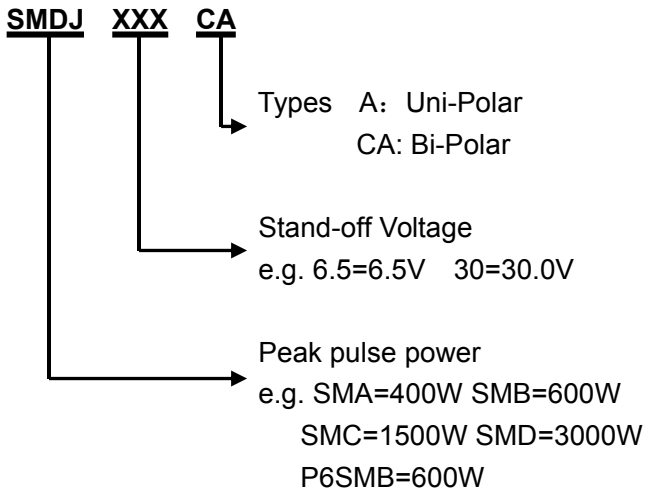 SMDJ XXX CA
Types A：Uni-Polar
CA: Bi-Polar
Stand-off Voltage
e.g. 6.5=6.5V 30=30.0V
Peak pulse power
e.g. SMA=400W SMB=600W
SMC=1500W SMD=3000W
P6SMB=600W